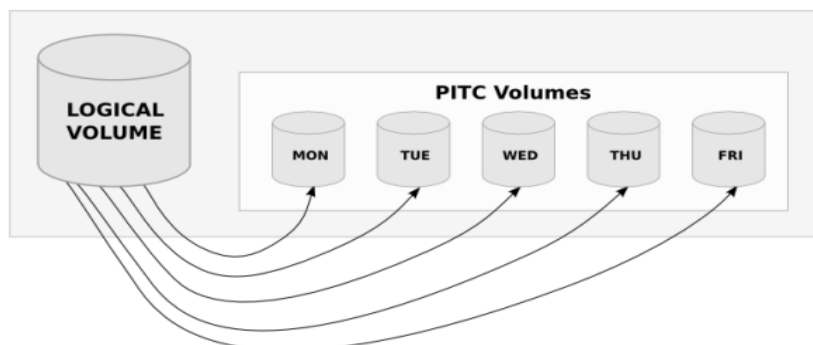 LOGICAL
VOLUME
PITC Volumes
MON
TUE
WED
THU
FRI